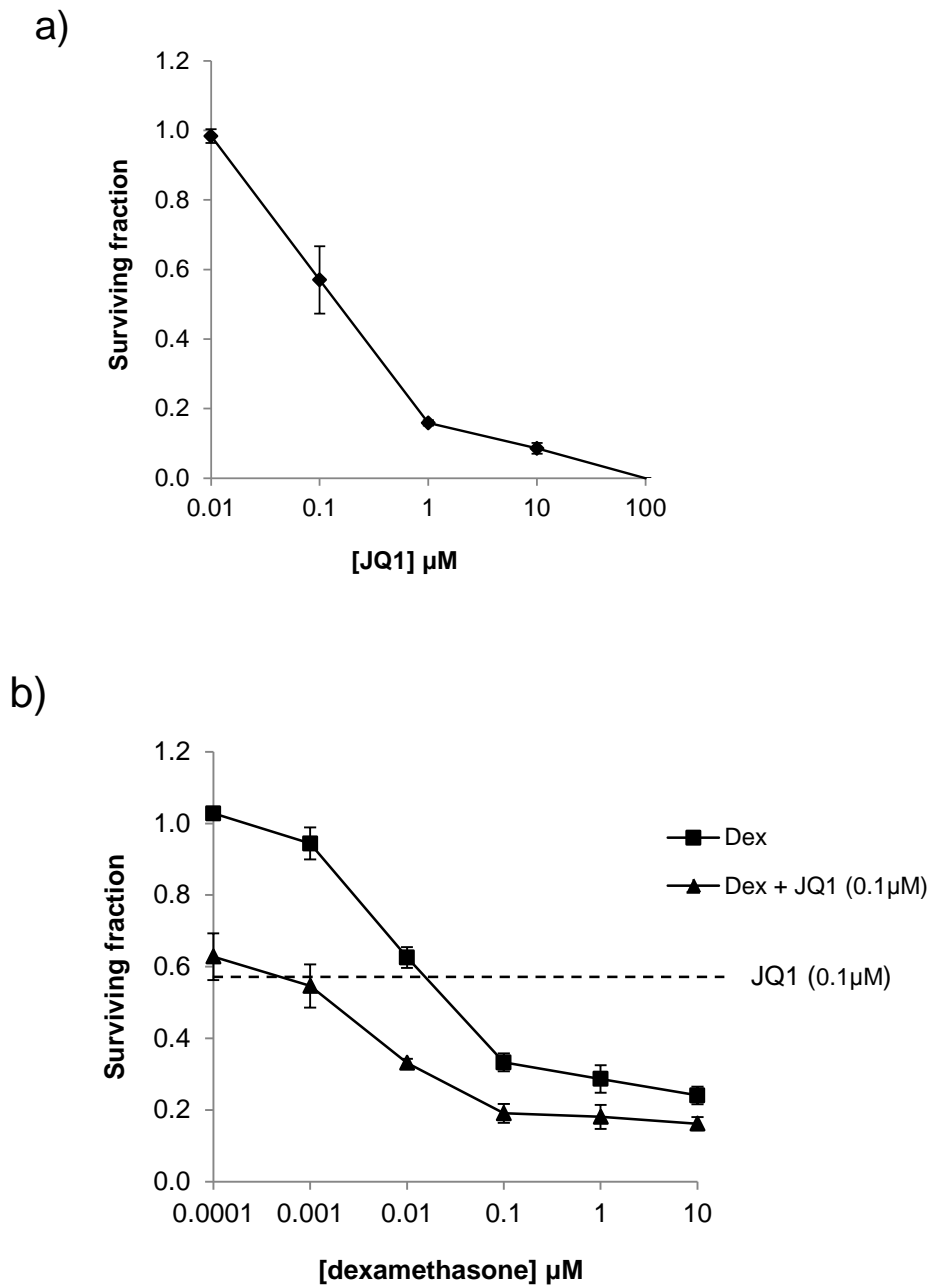 a)
1.2
1.0
0.8
0.6
0.4
0.2
0.0
Surviving fraction
0.01 0.1 1 10 100
[JQ1] µM
b)
1.2
1.0
0.8
0.6
0.4
0.2
0.0
Surviving fraction
Dex
Dex + JQ1 (0.1µM)
JQ1 (0.1µM)
0.0001 0.001 0.01 0.1 1 10
[dexamethasone] µM